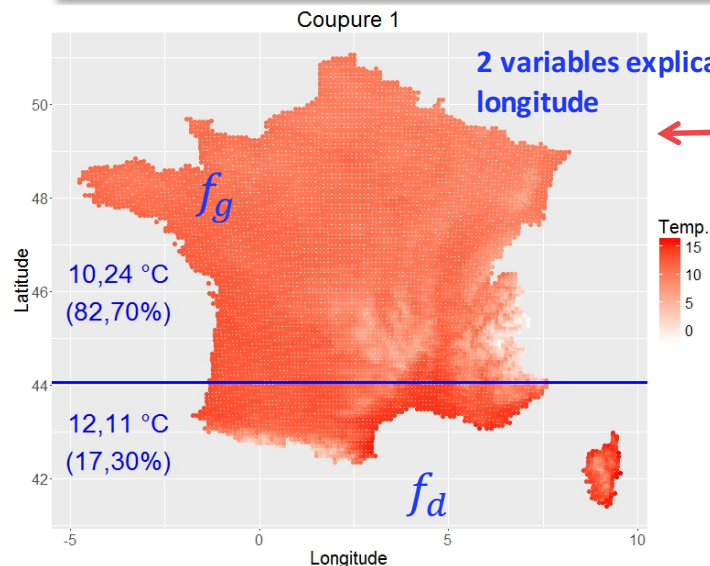 Coupure 1
2 variables
longitude
50
48
46
44
42
Latitude
f_g
10,24 °C
(82,70%)
12,11 °C
(17,30%)
f_d
-5
0
5
10
Longitude
Temp.
15
10
5
0